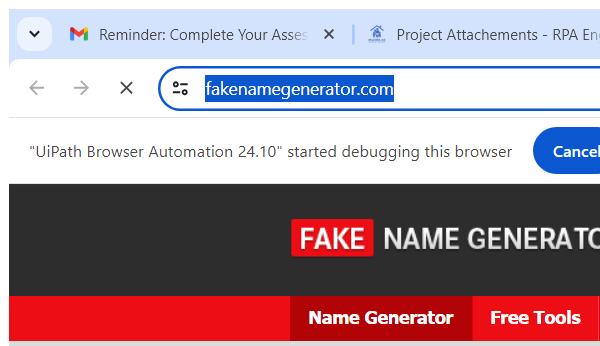 Reminder: Complete Your Asses
Project Attachements - RPA En
fakenamegenerator.com
"UiPath Browser Automation 24.10" started debugging this browser
Cancel
FAKE NAME GENERATO
Name Generator
Free Tools